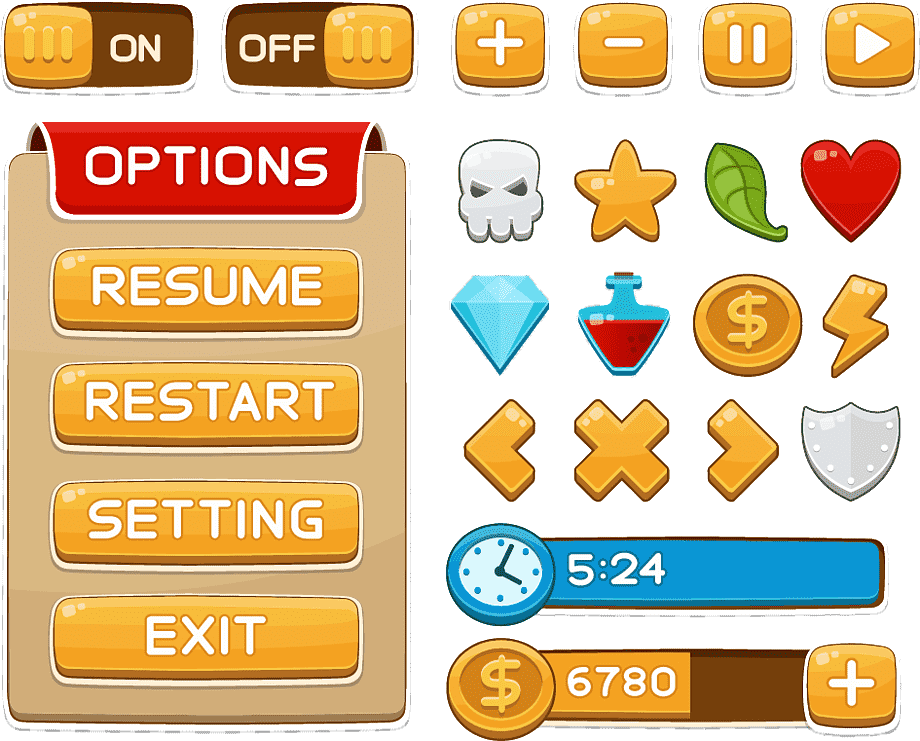 ON
OFF
OPTIONS
RESUME
RESTART
SETTING
EXIT
$
5:24
$ 6780